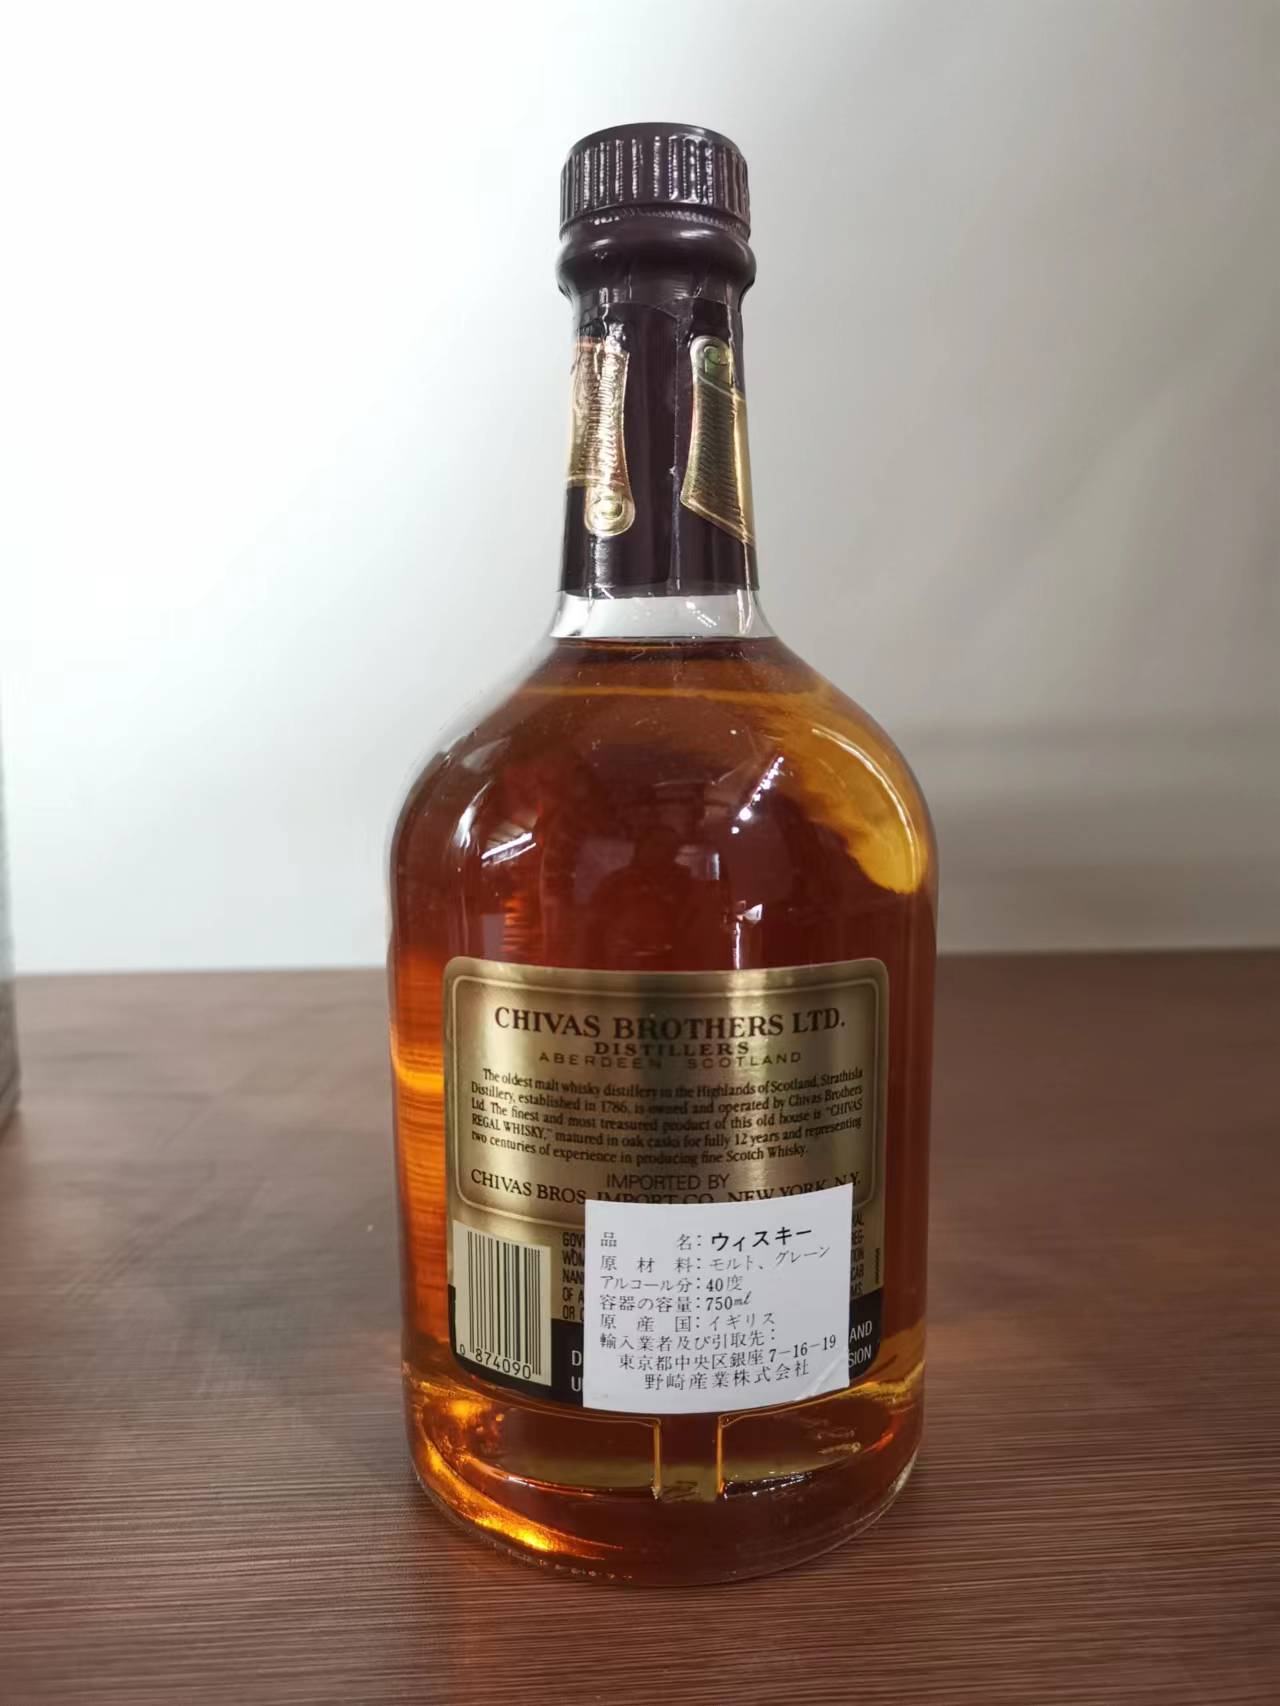 CHIVAS BROTHERS LTD.
DISTILLERS
ABERDEEN SCOTLAND
The oldest malt whisky distillery in the Highlands of Scotland, Strathisla
Distillery, established in 1786, is owned and operated by Chivas Brothers
Ltd. The finest and most treasured product of this old house is "CHIVAS
REGAL WHISKY," matured in oak casks for fully 12 years and representing
two centuries of experience in producing fine Scotch Whisky.
IMPORTED BY
CHIVAS BROS. IMPORT CO., NEW YORK, N.Y.
品名:ウィスキー
原材料:モルト、グレーン
アルコール分:40度
容器の容量:750ml
原産国:イギリス
輸入業者及び引取先:
東京都中央区銀座7-16-19
野崎産業株式会社
0 874090
OF
OR